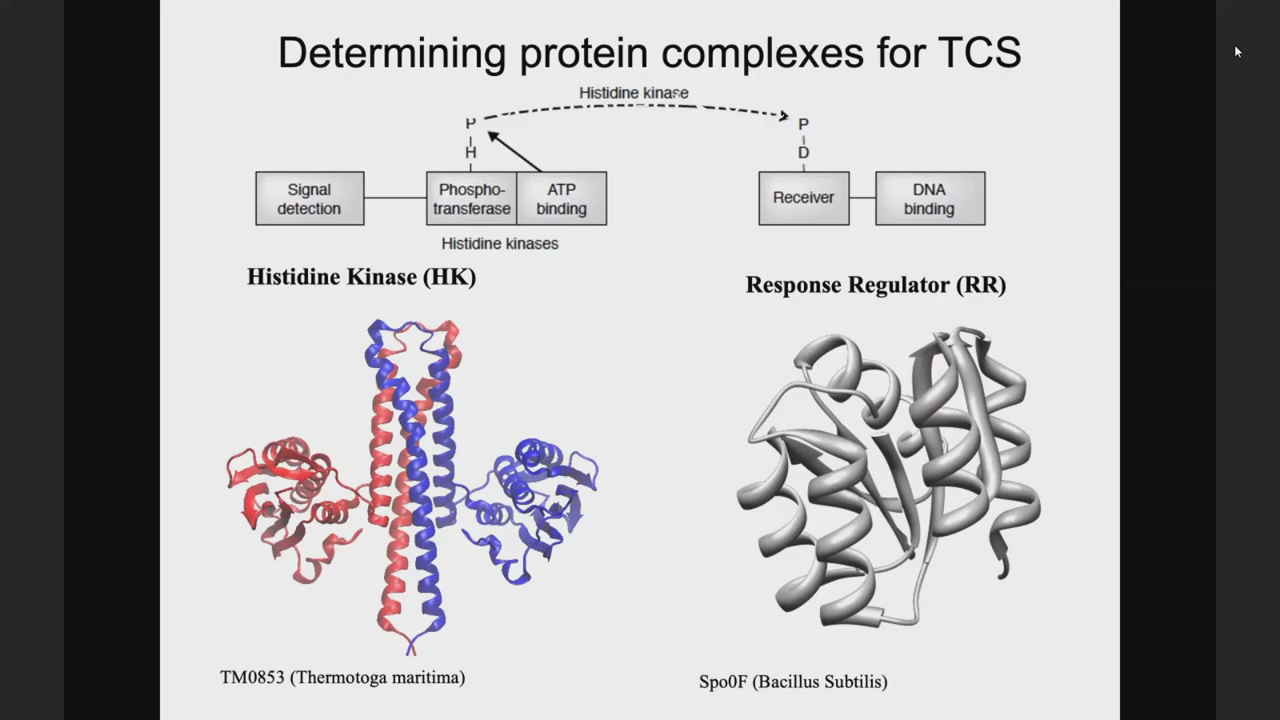 Determining protein complexes for TCS
Histidine kinase
P
P
H
D
Signal
detection
Phospho-
transferase
ATP
binding
Receiver
DNA
binding
Histidine kinases
Histidine Kinase (HK)
Response Regulator (RR)
TM0853 (Thermotoga maritima)
Spo0F (Bacillus Subtilis)